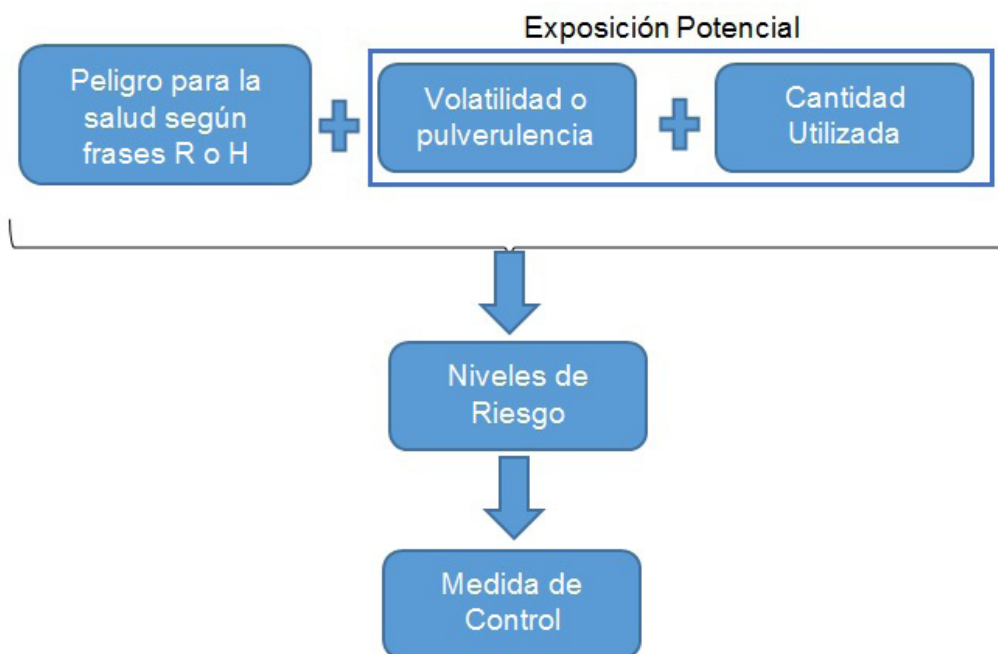 Exposición Potencial
Peligro para la
salud según
frases R o H
Volatilidad o
pulverulencia
Cantidad
Utilizada
Niveles de
Riesgo
Medida de
Control